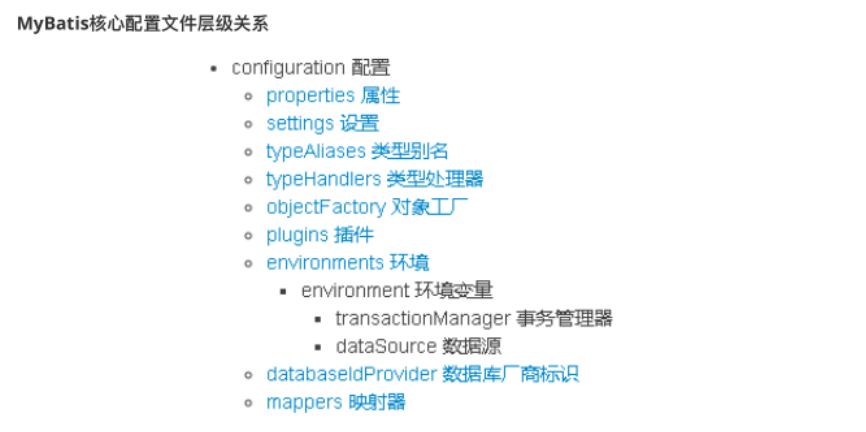 MyBatis核心配置文件层级关系
configuration 配置
properties 属性
settings 设置
typeAliases 类型别名
typeHandlers 类型处理器
objectFactory 对象工厂
plugins 插件
environments 环境
environment 环境变量
transactionManager 事务管理器
dataSource 数据源
databaseIdProvider 数据库厂商标识
mappers 映射器